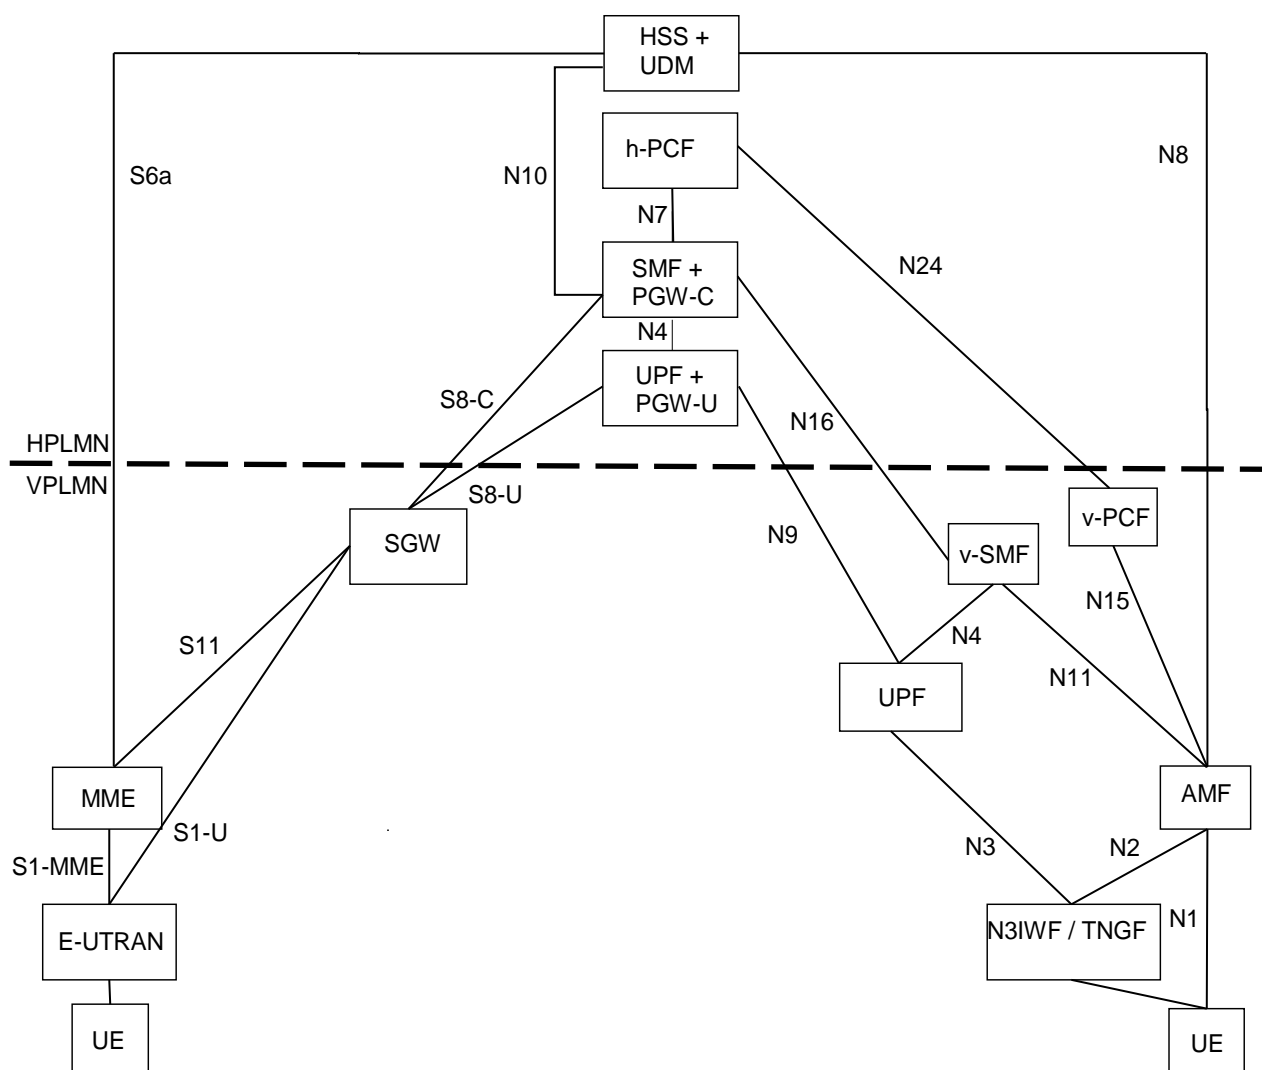 HSS +
UDM
h-PCF
S6a
N10
N8
N7
N24
SMF +
PGW-C
N4
UPF +
PGW-U
S8-C
N16
HPLMN
VPLMN
S8-U
SGW
v-PCF
N9
v-SMF
N15
S11
N4
N11
UPF
MME
AMF
S1-U
S1-MME
N3
N2
N1
E-UTRAN
N3IWF / TNGF
UE
UE